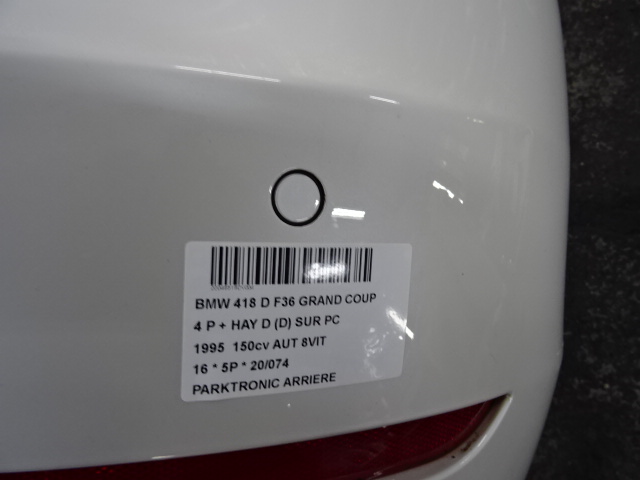 BMW 418 D F36 GRAND COUP
4 P + HAY D (D) SUR PC
1995 150cv AUT 8VIT
16 * 5P * 20/074
PARKTRONIC ARRIERE